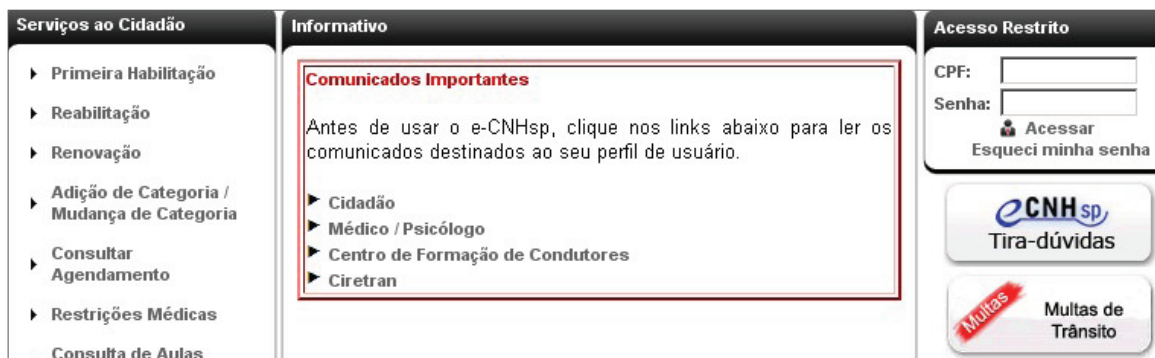 Serviços ao Cidadão
Primeira Habilitação
Reabilitação
Renovação
Adição de Categoria /
Mudança de Categoria
Consultar
Agendamento
Restrições Médicas
Consulta de Aulas
Informativo
Comunicados Importantes
Antes de usar o e-CNHsp, clique nos links abaixo para ler os
comunicados destinados ao seu perfil de usuário.
Cidadão
Médico / Psicólogo
Centro de Formação de Condutores
Ciretran
Acesso Restrito
CPF:
Senha:
Acessar
Esqueci minha senha
eCNHsp
Tira-dúvidas
Multas
Multas de
Trânsito